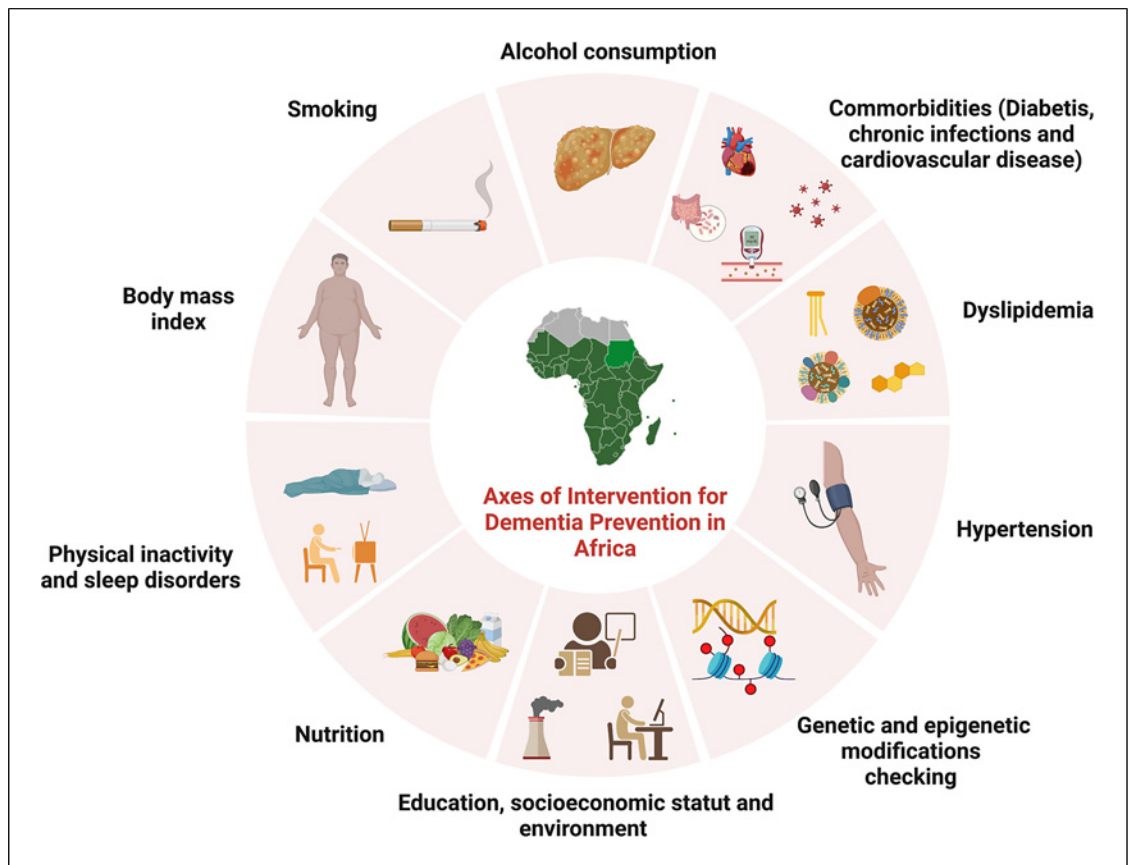 Alcohol consumption
Smoking
Commorbidities (Diabetis,
chronic infections and
cardiovascular disease)
Body mass
index
Dyslipidemia
Axes of Intervention for
Dementia Prevention in
Africa
Hypertension
Physical inactivity
and sleep disorders
Nutrition
Genetic and epigenetic
modifications
checking
Education, socioeconomic statut and
environment